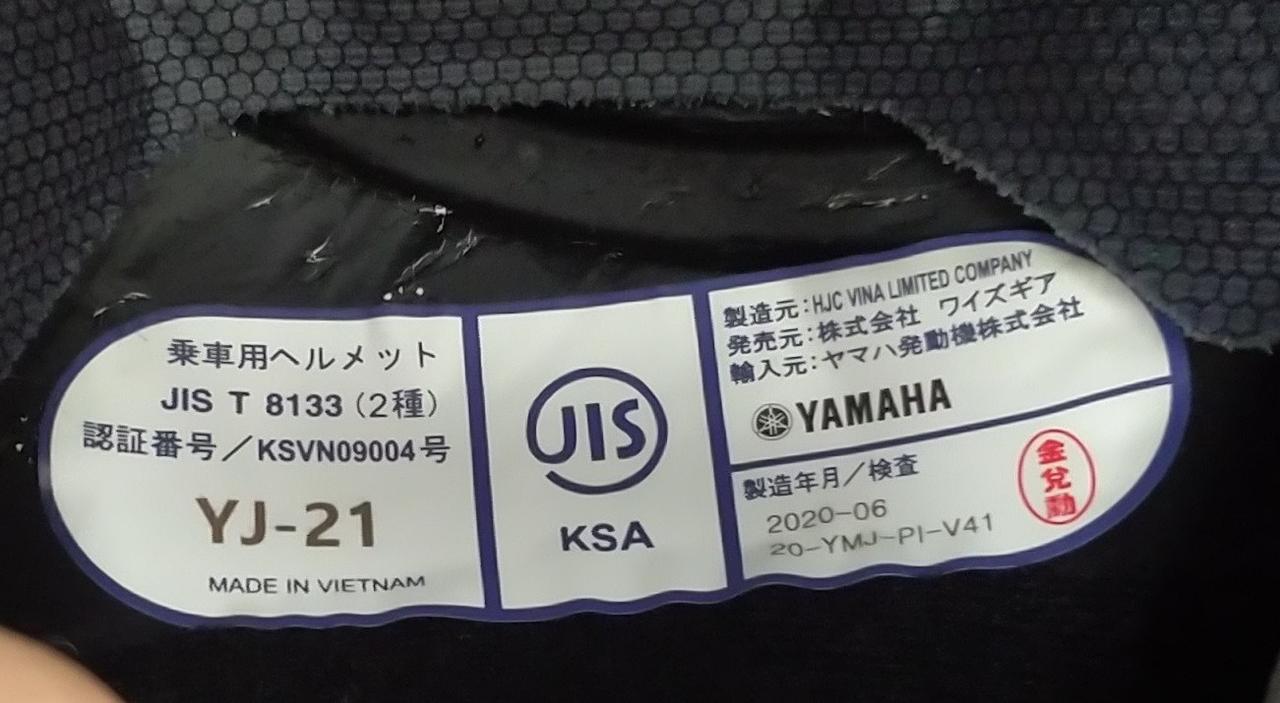 乗車用ヘルメット
JIS T 8133 (2種)
認証番号/KSVN09004号
YJ-21
MADE IN VIETNAM
JIS
KSA
製造元:HJC VINA LIMITED COMPANY
発売元:株式会社 ワイズギア
輸入元:ヤマハ発動機株式会社
YAMAHA
製造年月/検査
2020-06
20-YMJ-PI-V41
金兌勳